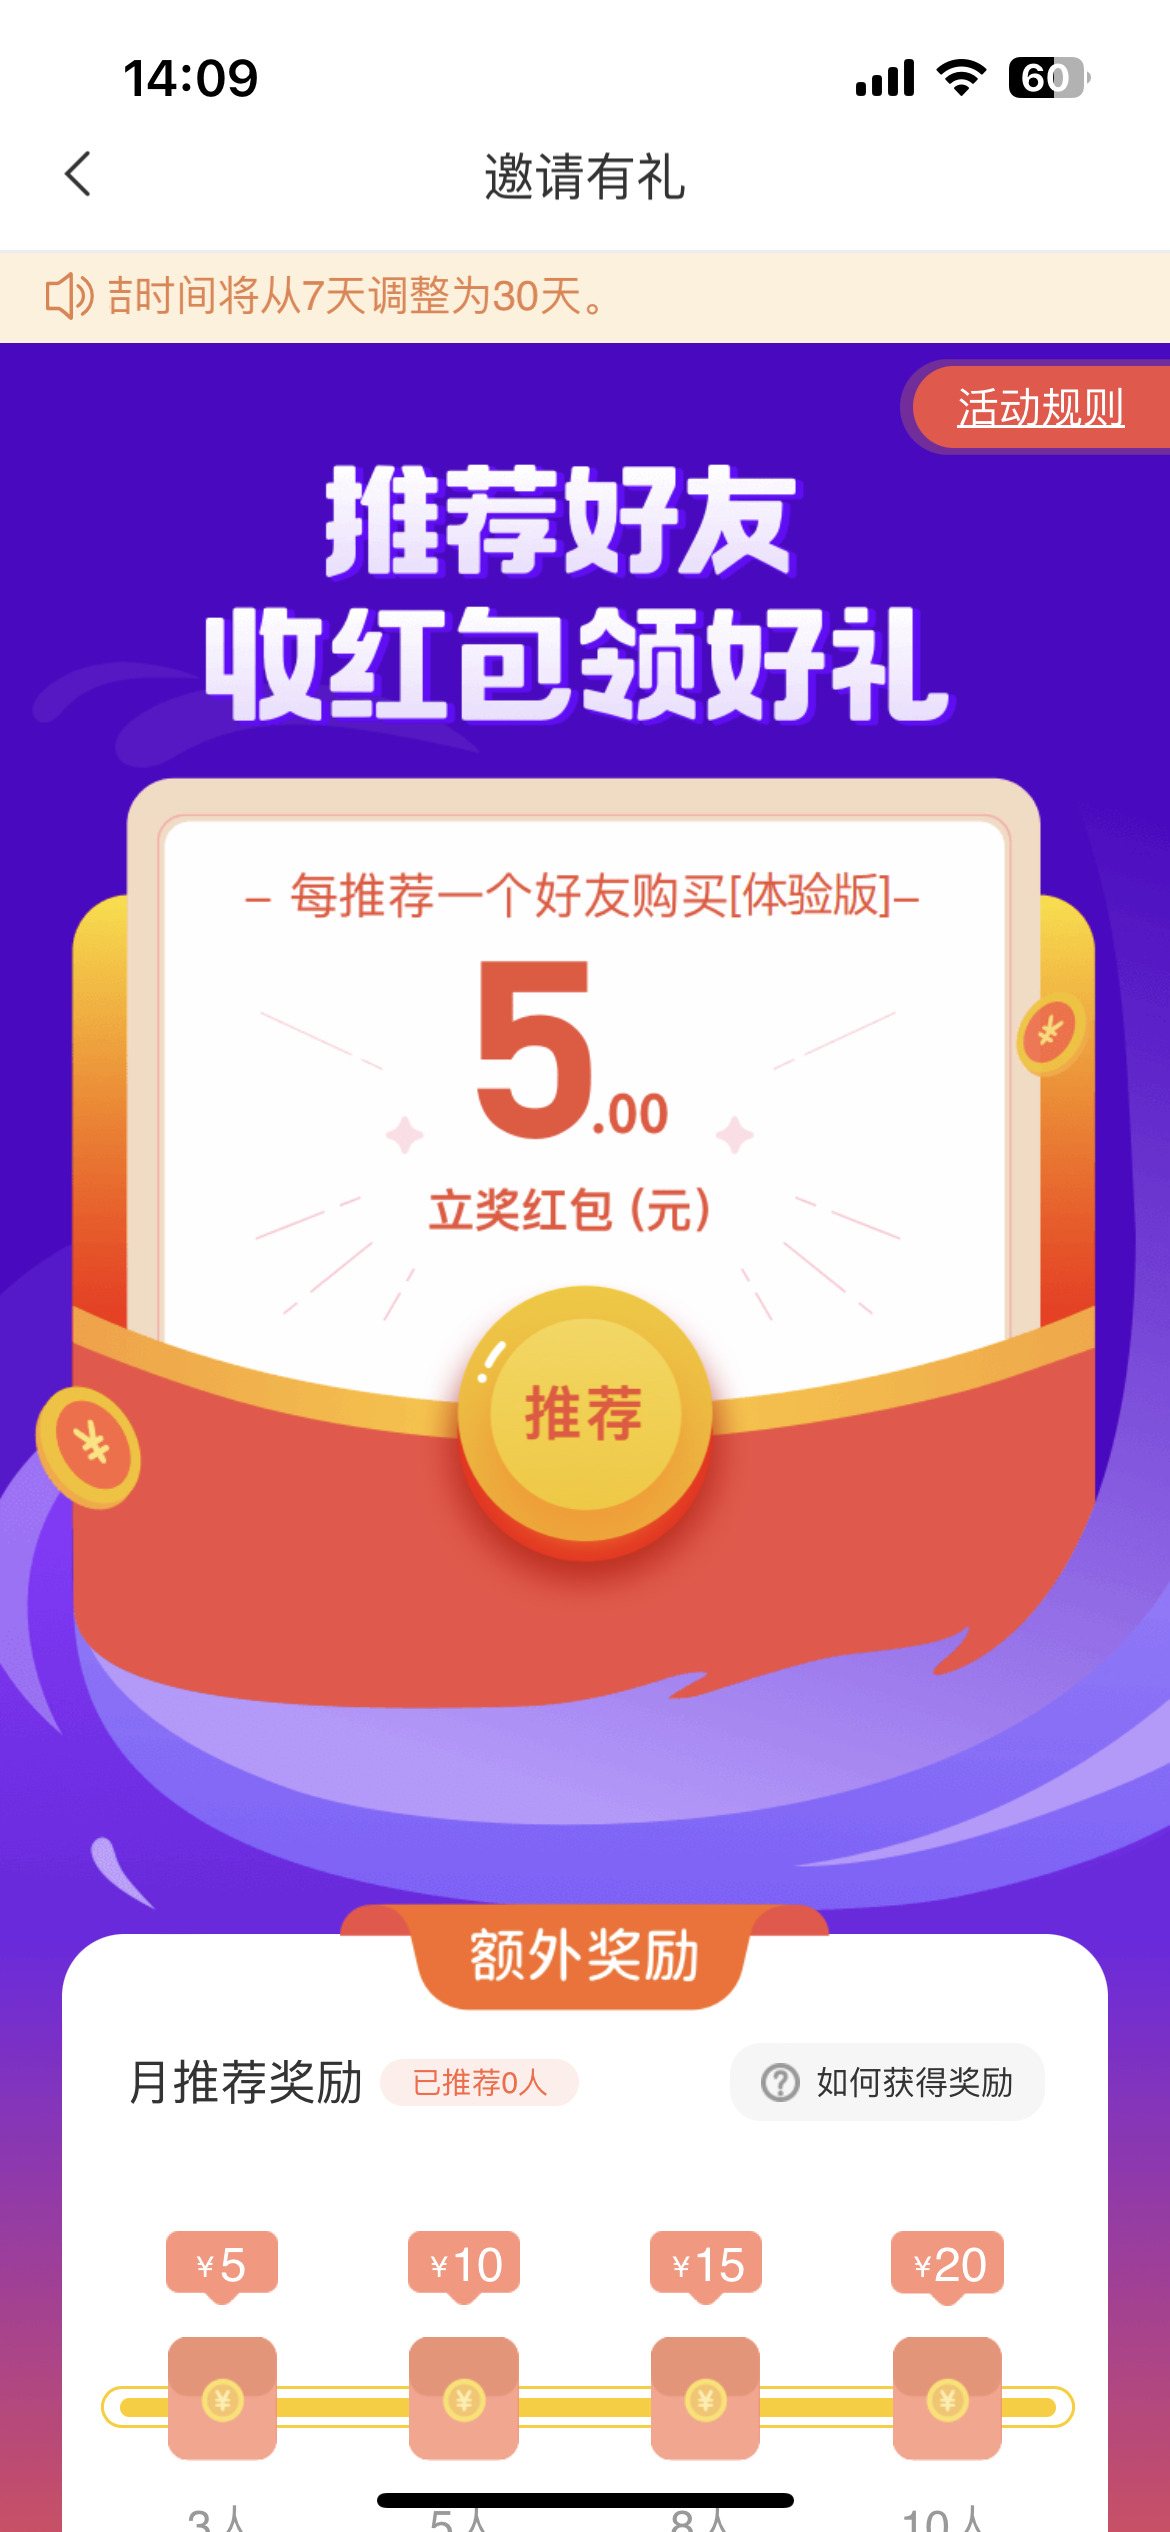 14:09
60
邀请有礼
时间将从7天调整为30天。
活动规则
推荐好友
收红包领好礼
– 每推荐一个好友购买[体验版]–
5.00
立奖红包 (元)
推荐
额外奖励
月推荐奖励 已推荐0人 如何获得奖励
¥5 ¥10 ¥15 ¥20
3人 5人 8人 10人